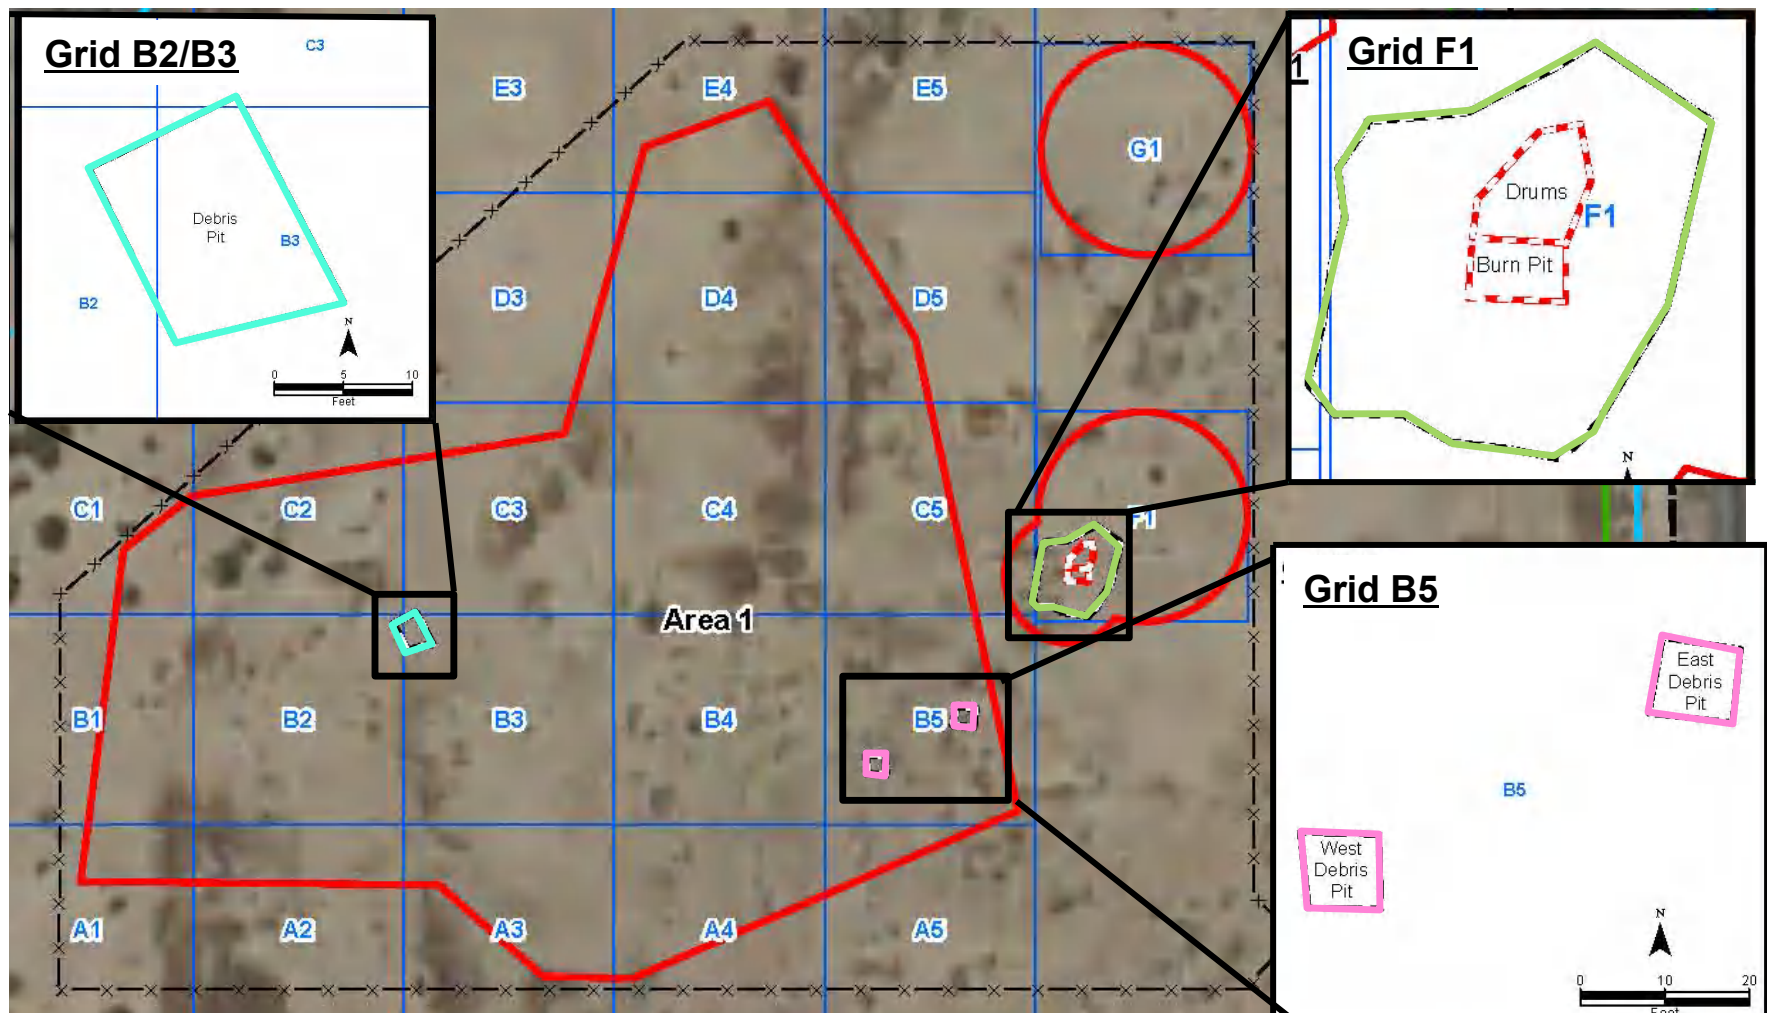 Grid B2/B3
C3
Debris
Pit
B3
B2
N
0 5 10
Feet
E3
E4
E5
G1
D3
D4
D5
C1
C2
C3
C4
C5
F1
Area 1
B1
B2
B3
B4
B5
A1
A2
A3
A4
A5
1
Grid F1
Drums
F1
Burn Pit
N
Grid B5
East
Debris
Pit
B5
West
Debris
Pit
N
0 10 20
Feet